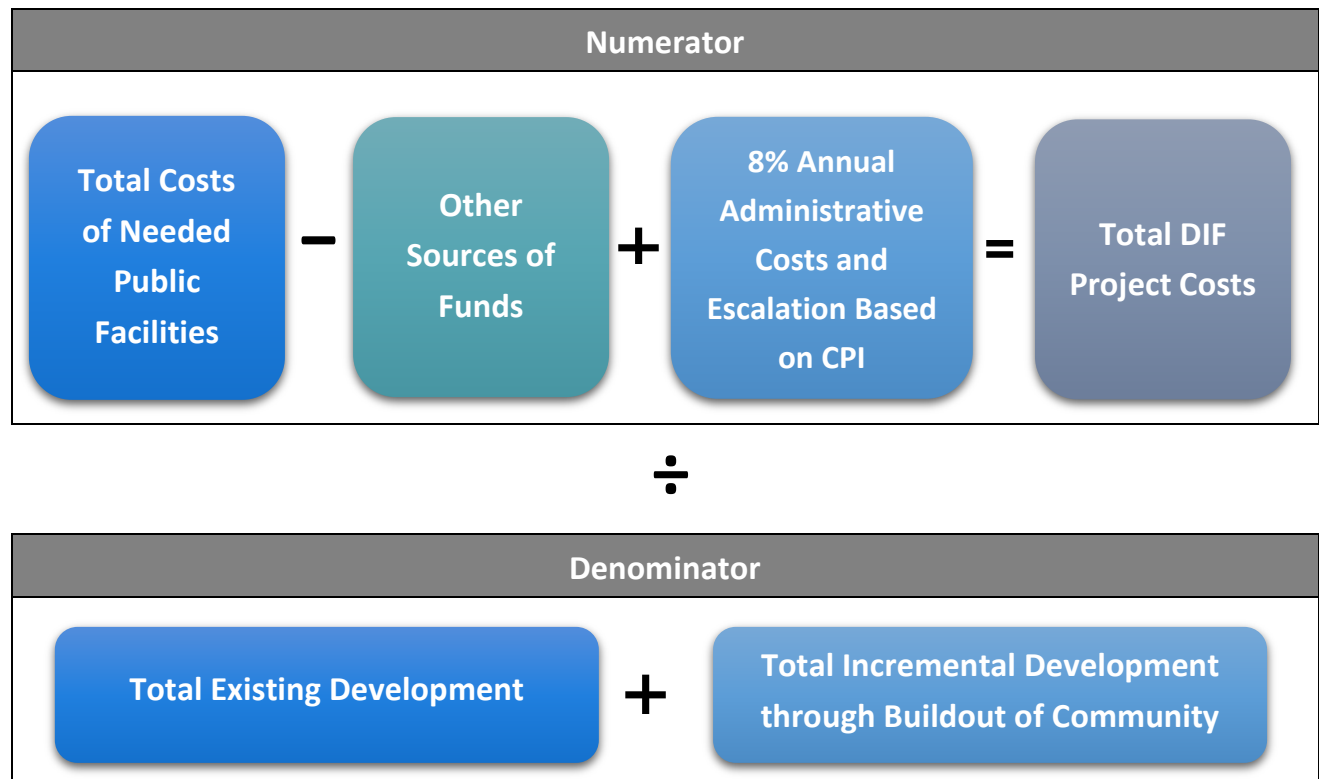 Numerator
Total Costs
of Needed
Public
Facilities
−
Other
Sources of
Funds
+
8% Annual
Administrative
Costs and
Escalation Based
on CPI
=
Total DIF
Project Costs
÷
Denominator
Total Existing Development
+
Total Incremental Development
through Buildout of Community